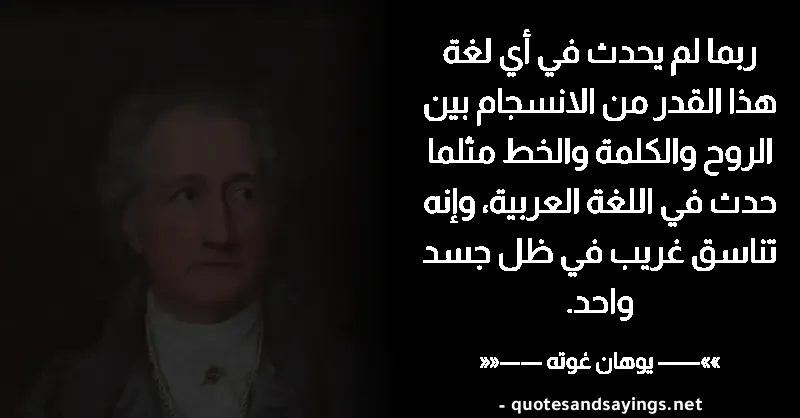 ربما لم يحدث في أي لغة
هذا القدر من الانسجام بين
الروح والكلمة والخط مثلما
حدث في اللغة العربية، وإنه
تناسق غريب في ظل جسد
واحد.
»»—— يوهان غوته ——««
- quotesandsayings.net